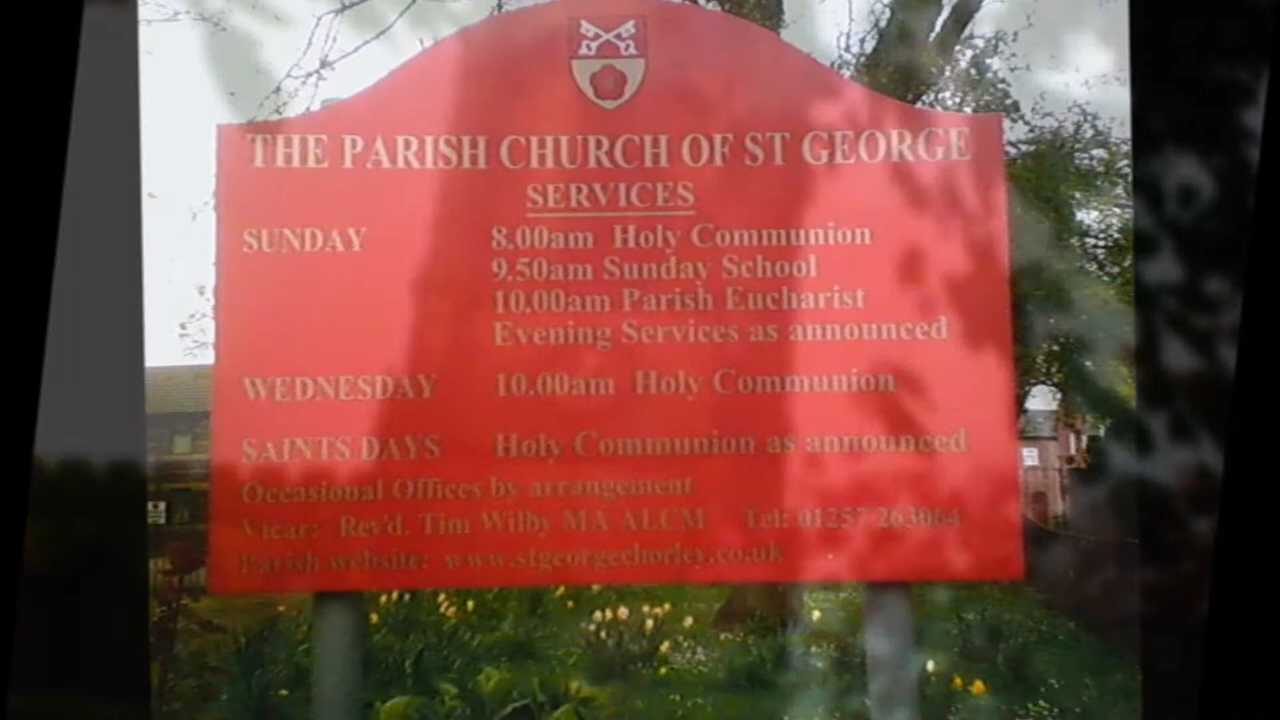 THE PARISH CHURCH OF ST GEORGE
SERVICES
SUNDAY 8.00am Holy Communion
9.50am Sunday School
10.00am Parish Eucharist
Evening Services as announced
WEDNESDAY 10.00am Holy Communion
SAINTS DAYS Holy Communion as announced
Occasional Offices by arrangement
Vicar: Rev'd. Tim Wilby MA ALCM Tel: 01257 263064
Parish website: www.stgeorgechorley.co.uk